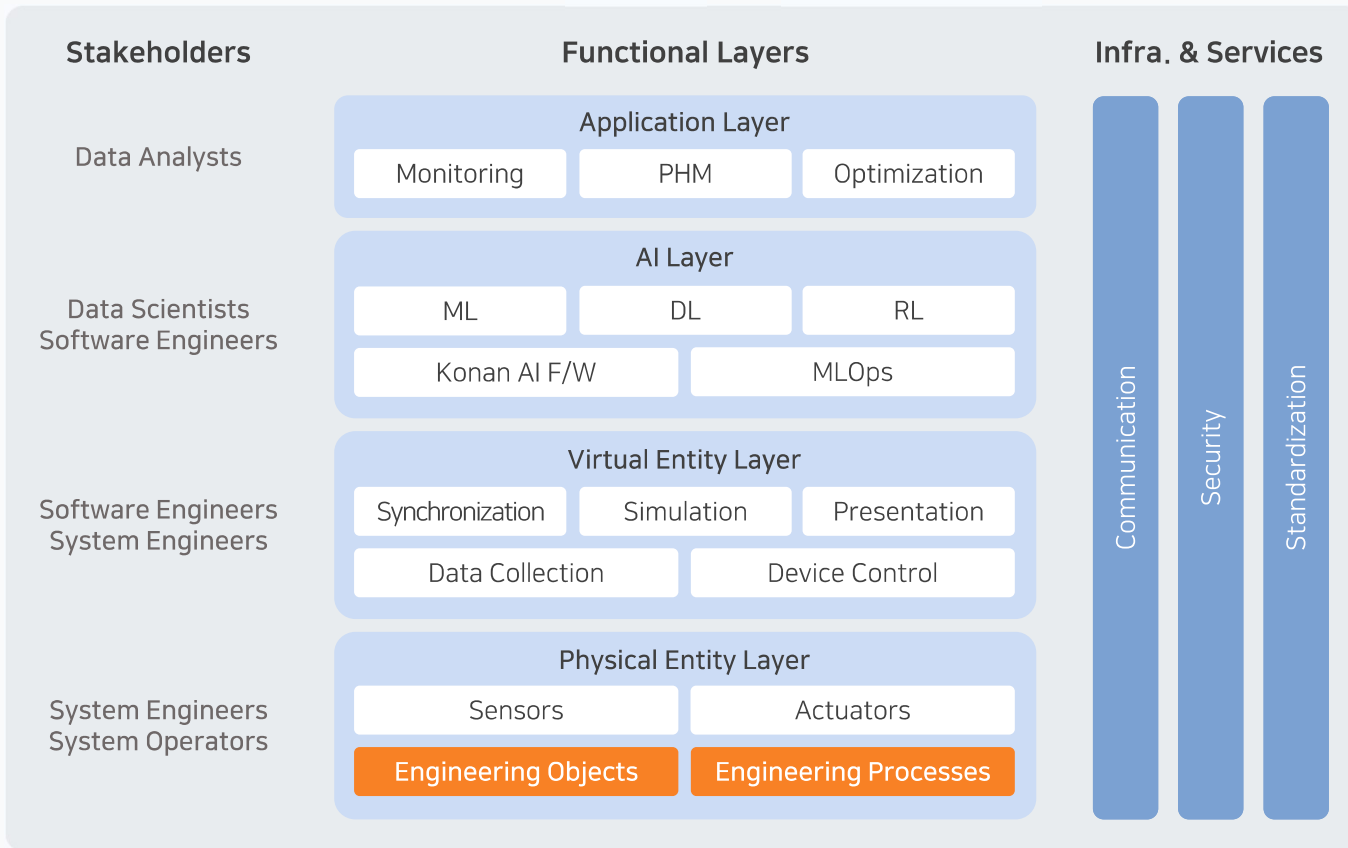 Stakeholders
Functional Layers
Infra. & Services
Data Analysts
Application Layer
Monitoring
PHM
Optimization
Data Scientists
Software Engineers
AI Layer
ML
DL
RL
Konan AI F/W
MLOps
Software Engineers
System Engineers
Virtual Entity Layer
Synchronization
Simulation
Presentation
Data Collection
Device Control
System Engineers
System Operators
Physical Entity Layer
Sensors
Actuators
Engineering Objects
Engineering Processes
Communication
Security
Standardization